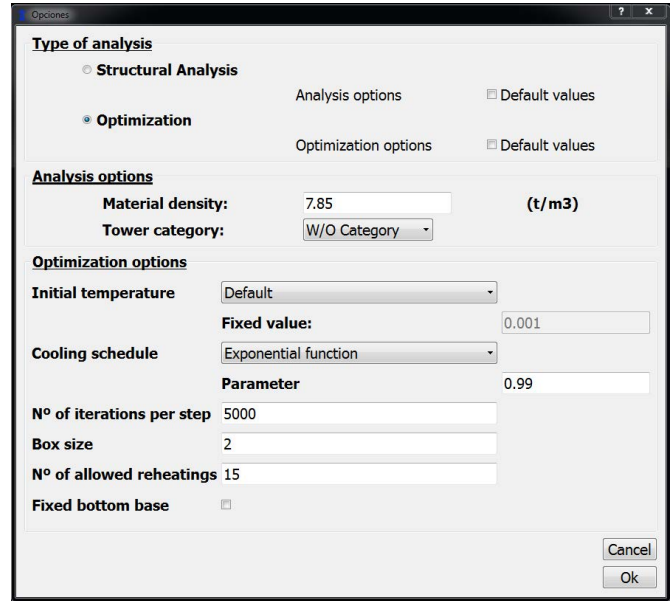 Opciones
? x
Type of analysis
Structural Analysis
Analysis options Default values
Optimization
Optimization options Default values
Analysis options
Material density: 7.85 (t/m3)
Tower category: W/O Category
Optimization options
Initial temperature Default
Fixed value: 0.001
Cooling schedule Exponential function
Parameter 0.99
Nº of iterations per step 5000
Box size 2
Nº of allowed reheatings 15
Fixed bottom base
Cancel
Ok